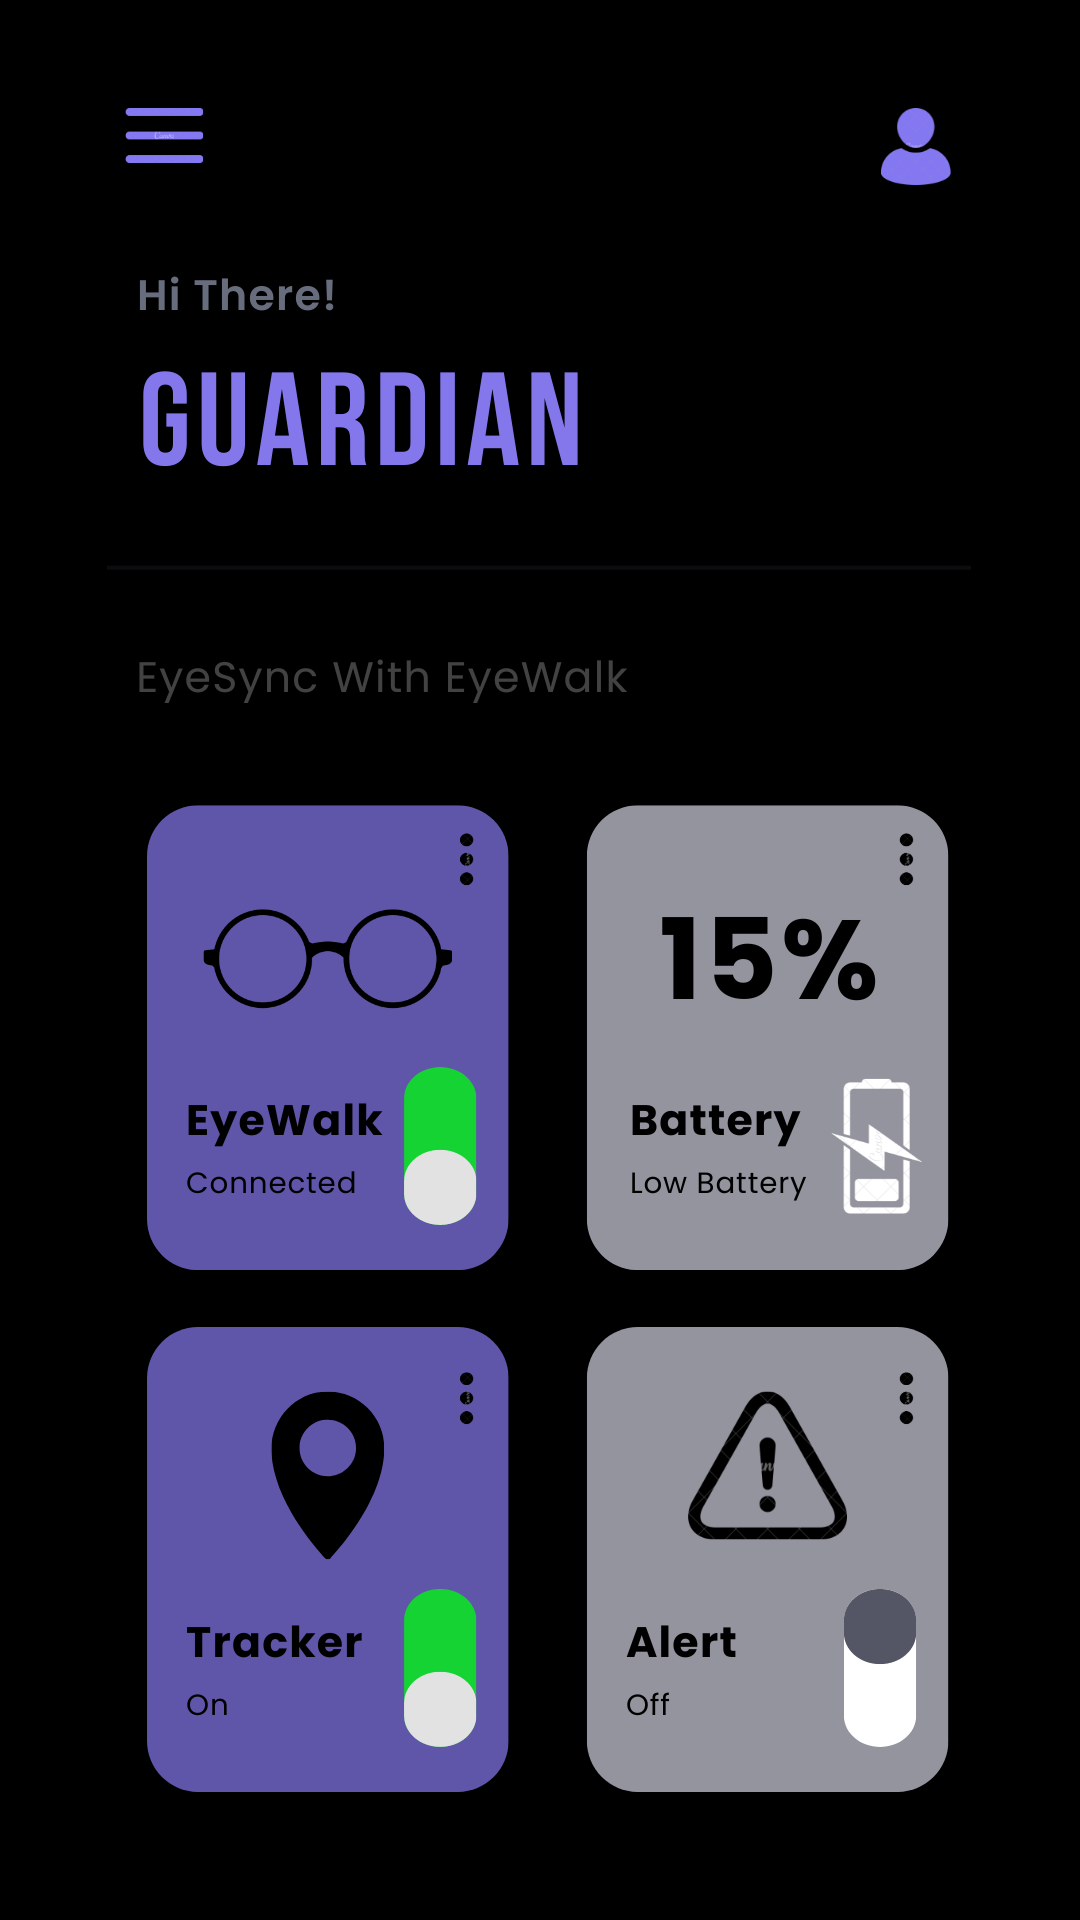 Hi There!
GUARDIAN
EyeSync With EyeWalk
15%
EyeWalk
Connected
Battery
Low Battery
Tracker
On
Alert
Off